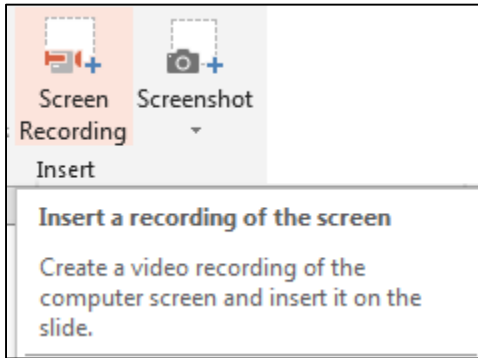 Screen Screenshot
Recording
Insert
Insert a recording of the screen
Create a video recording of the
computer screen and insert it on the
slide.